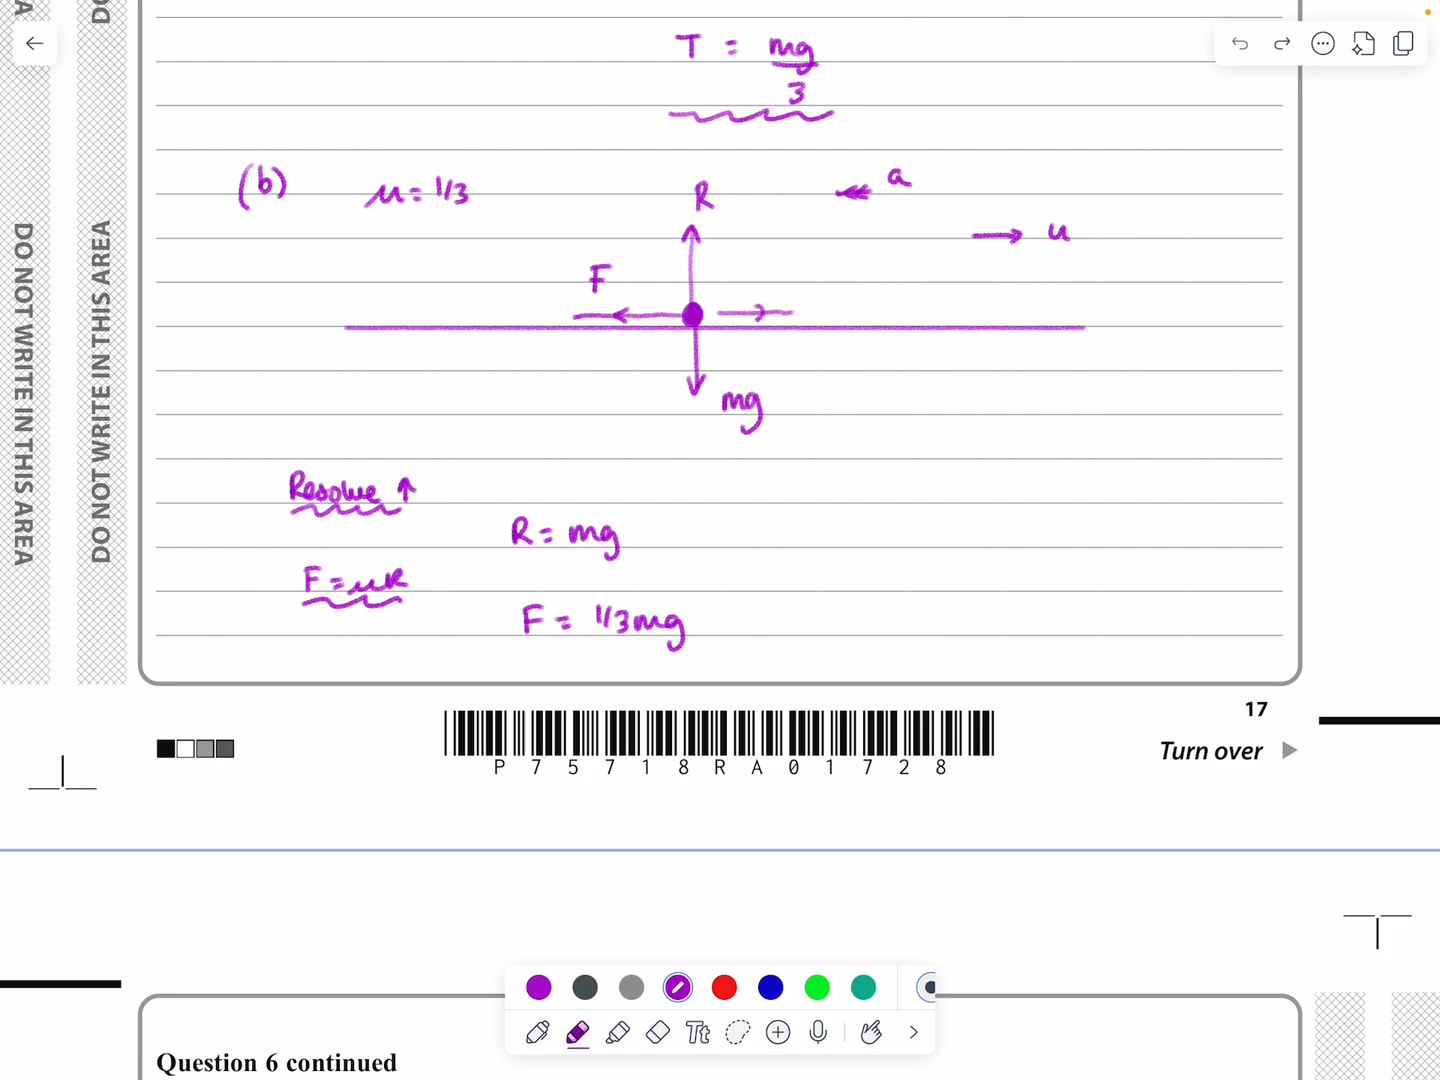 T = mg
3
(b) μ = 1/3
R
a
u
F
mg
Resolve ↑
R = mg
F = μR
F = 1/3mg
DO NOT WRITE IN THIS AREA
DO NOT WRITE IN THIS AREA
A
DO
17
P 7 5 7 1 8 R A 0 1 7 2 8
Turn over
Question 6 continued
Tt